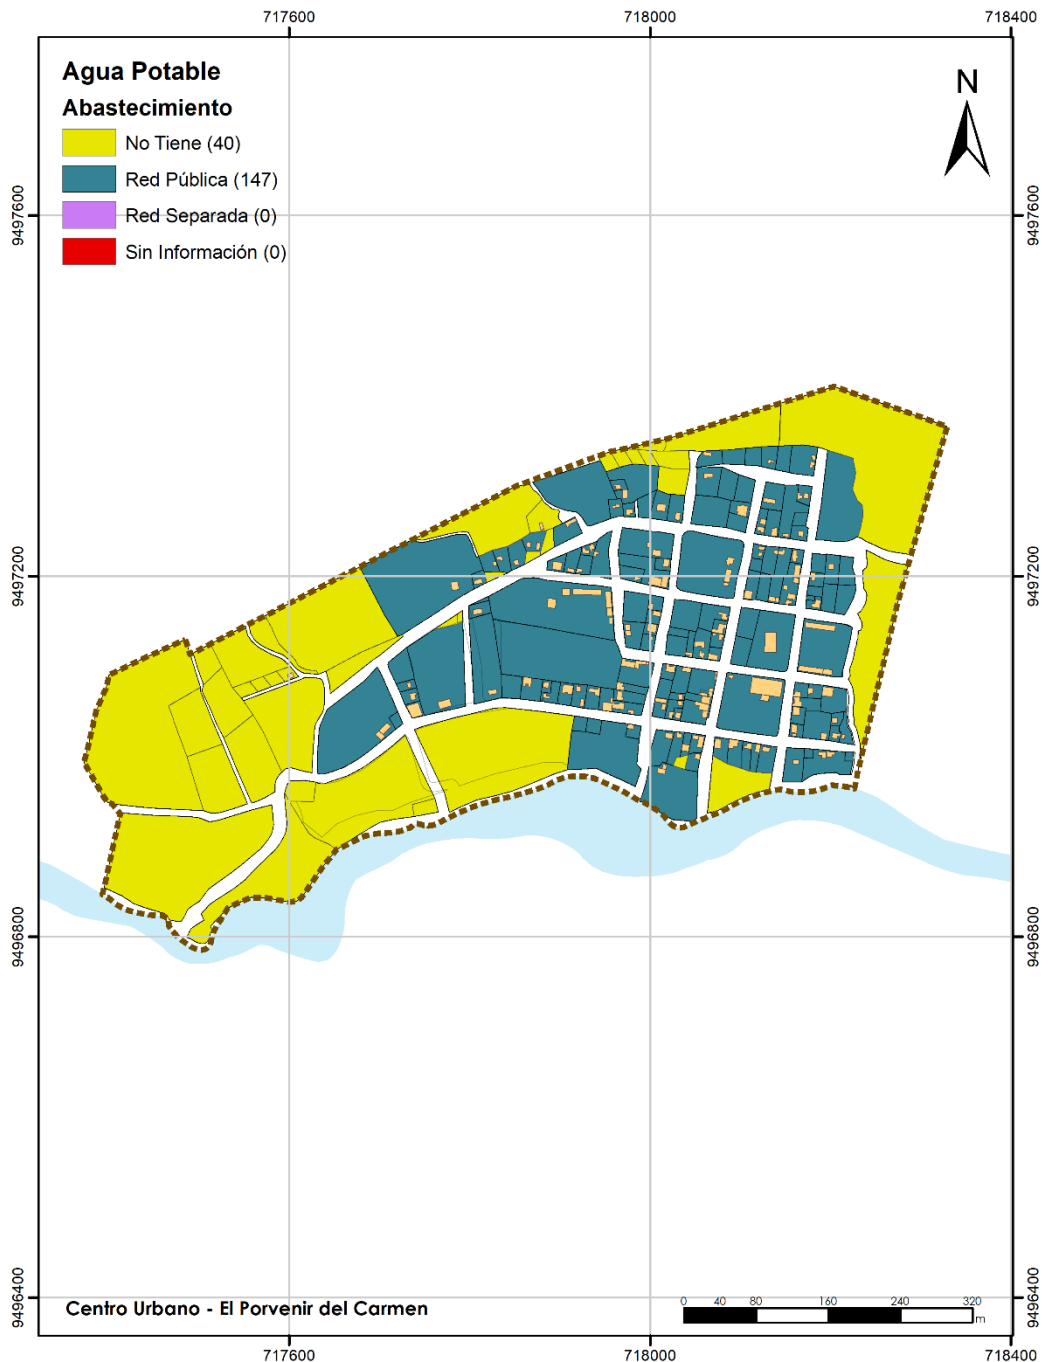 717600 718000 718400
Agua Potable
Abastecimiento
No Tiene (40)
Red Pública (147)
Red Separada (0)
Sin Información (0)
N
9497600 9497600
9497200 9497200
9496800 9496800
9496400 9496400
Centro Urbano - El Porvenir del Carmen
0 40 80 160 240 320
m
717600 718000 718400